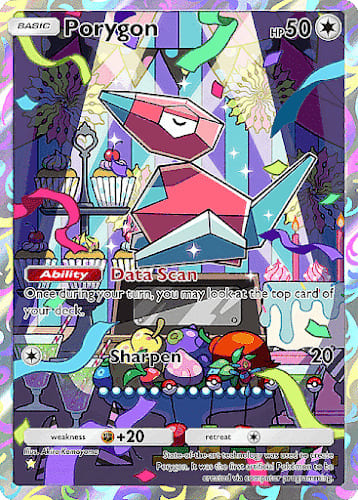 BASIC Porygon HP50
Ability Data Scan
Once during your turn, you may look at the top card of
your deck.
Sharpen 20
weakness +20 retreat
Illus. Akira Komayama
State-of-the-art technology was used to create
Porygon. It was the first artificial Pokémon to be
created via computer programming.